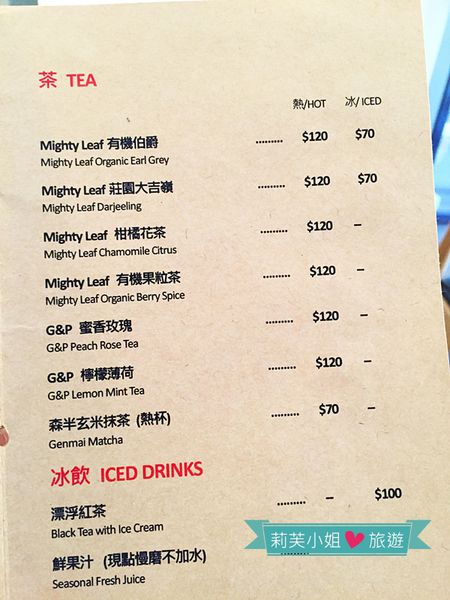 茶 TEA
熱/HOT 冰/ICED
Mighty Leaf 有機伯爵 ......... $120 $70
Mighty Leaf Organic Earl Grey
Mighty Leaf 莊園大吉嶺 ......... $120 $70
Mighty Leaf Darjeeling
Mighty Leaf 柑橘花茶 ......... $120 –
Mighty Leaf Chamomile Citrus
Mighty Leaf 有機果粒茶 ......... $120 –
Mighty Leaf Organic Berry Spice
G&P 蜜香玫瑰 ......... $120 –
G&P Peach Rose Tea
G&P 檸檬薄荷 ......... $120 –
G&P Lemon Mint Tea
森半玄米抹茶 (熱杯) ......... $70 –
Genmai Matcha
冰飲 ICED DRINKS
漂浮紅茶 ......... – $100
Black Tea with Ice Cream
鮮果汁 (現點慢磨不加水)
Seasonal Fresh Juice
莉芙小姐❤旅遊